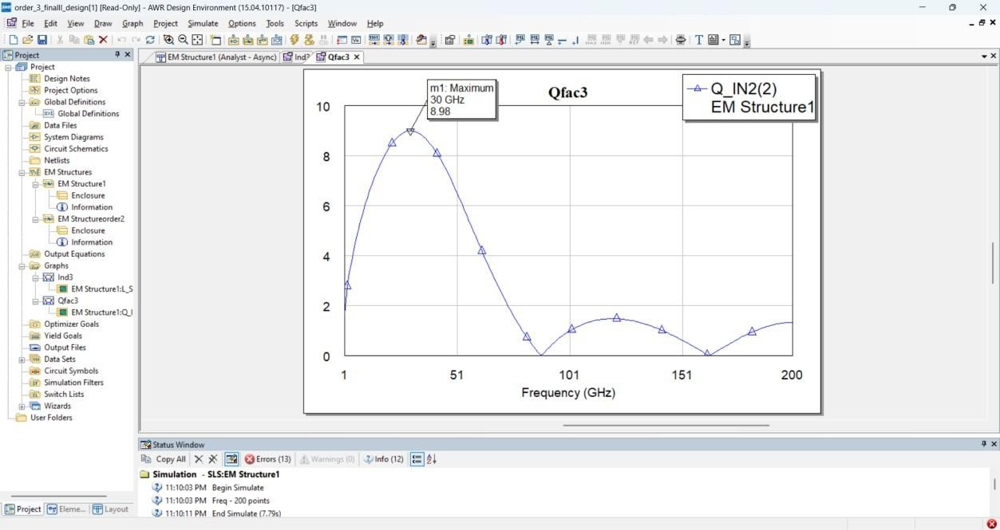 order_3_finalll_design[1] [Read-Only] - AWR Design Environment (15.04.10117) - [Qfac3]
File Edit View Draw Graph Project Simulate Options Tools Scripts Window Help
Project
EM Structure1 (Analyst - Async) Ind3 Qfac3
Project
Design Notes
Project Options
Global Definitions
Global Definitions
Data Files
System Diagrams
Circuit Schematics
Netlists
EM Structures
EM Structure1
Enclosure
Information
EM Structureorder2
Enclosure
Information
Output Equations
Graphs
Ind3
EM Structure1:L_S
Qfac3
EM Structure1:Q_I
Optimizer Goals
Yield Goals
Output Files
Data Sets
Circuit Symbols
Simulation Filters
Switch Lists
Wizards
User Folders
Project Eleme... Layout
Qfac3
m1: Maximum
30 GHz
8.98
Q_IN2(2)
EM Structure1
10
8
6
4
2
0
1 51 101 151 200
Frequency (GHz)
Status Window
Copy All Errors (13) Warnings (0) Info (12)
Simulation - SLS:EM Structure1
11:10:03 PM Begin Simulate
11:10:03 PM Freq - 200 points
11:10:11 PM End Simulate (7.79s)